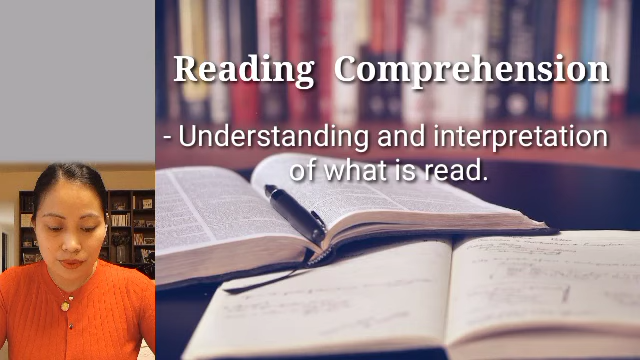 Reading Comprehension
- Understanding and interpretation
of what is read.